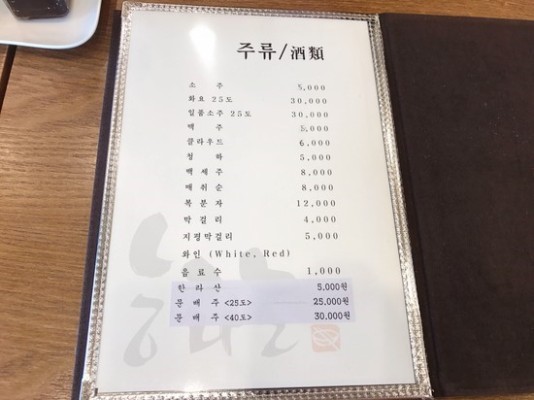 주류/酒類
소 주 5,000
화요 25도 30,000
일품소주 25도 30,000
맥 주 5,000
클라우드 6,000
청 하 5,000
백세주 8,000
매취순 8,000
복분자 12,000
막걸리 4,000
지평막걸리 5,000
와인 (White, Red)
음료수 1,000
한라산 5.000원
문 배 주 <25도> 25,000원
문 배 주 <40도> 30,000원